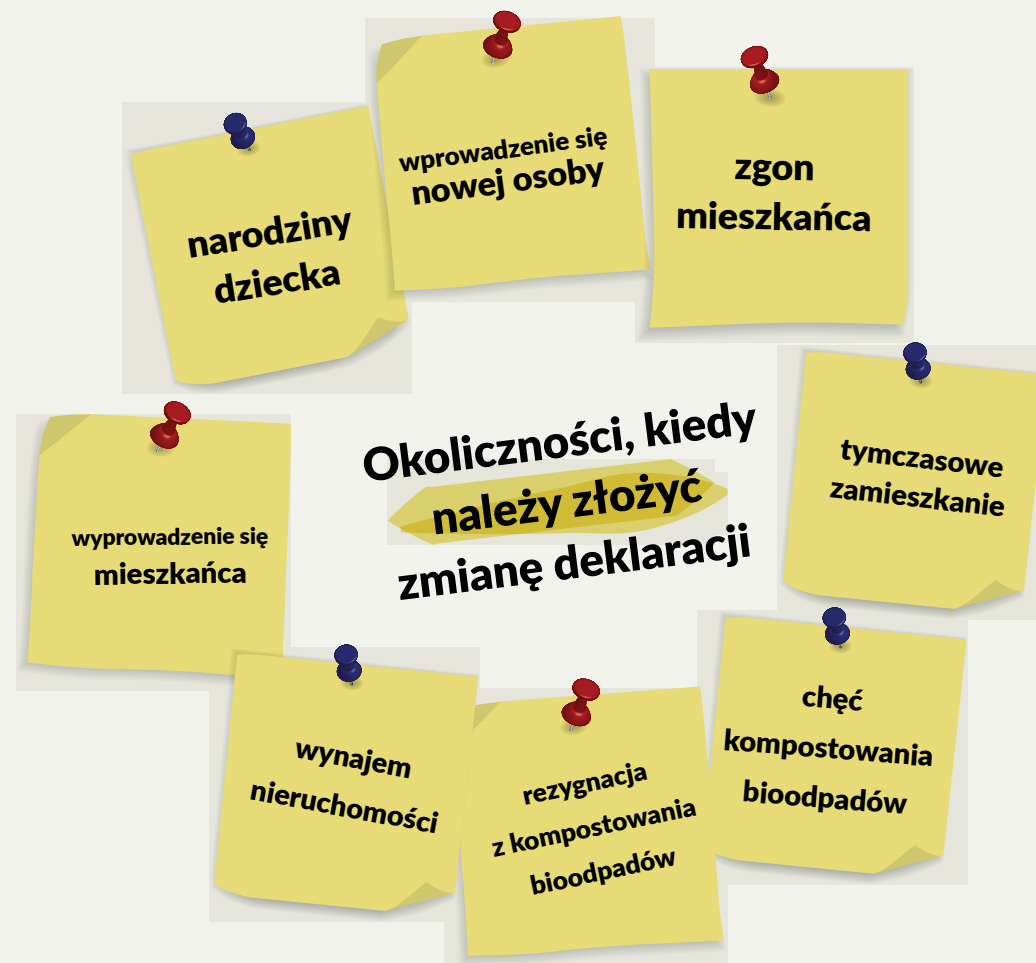 narodziny
dziecka
wprowadzenie się
nowej osoby
zgon
mieszkańca
Okoliczności, kiedy
należy złożyć
zmianę deklaracji
tymczasowe
zamieszkanie
wyprowadzenie się
mieszkańca
chęć
kompostowania
bioodpadów
wynajem
nieruchomości
rezygnacja
z kompostowania
bioodpadów